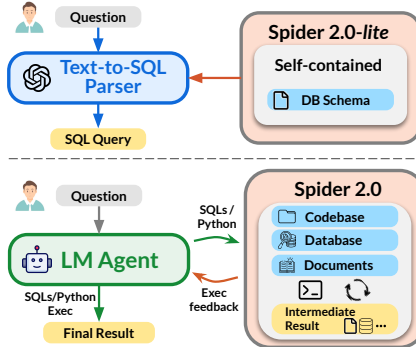 Question
Text-to-SQL
Parser
SQL Query
Spider 2.0-lite
Self-contained
DB Schema
Question
LM Agent
SQLs/Python
Exec
Final Result
SQLs /
Python
Exec
feedback
Spider 2.0
Codebase
Database
Documents
Intermediate
Result
...